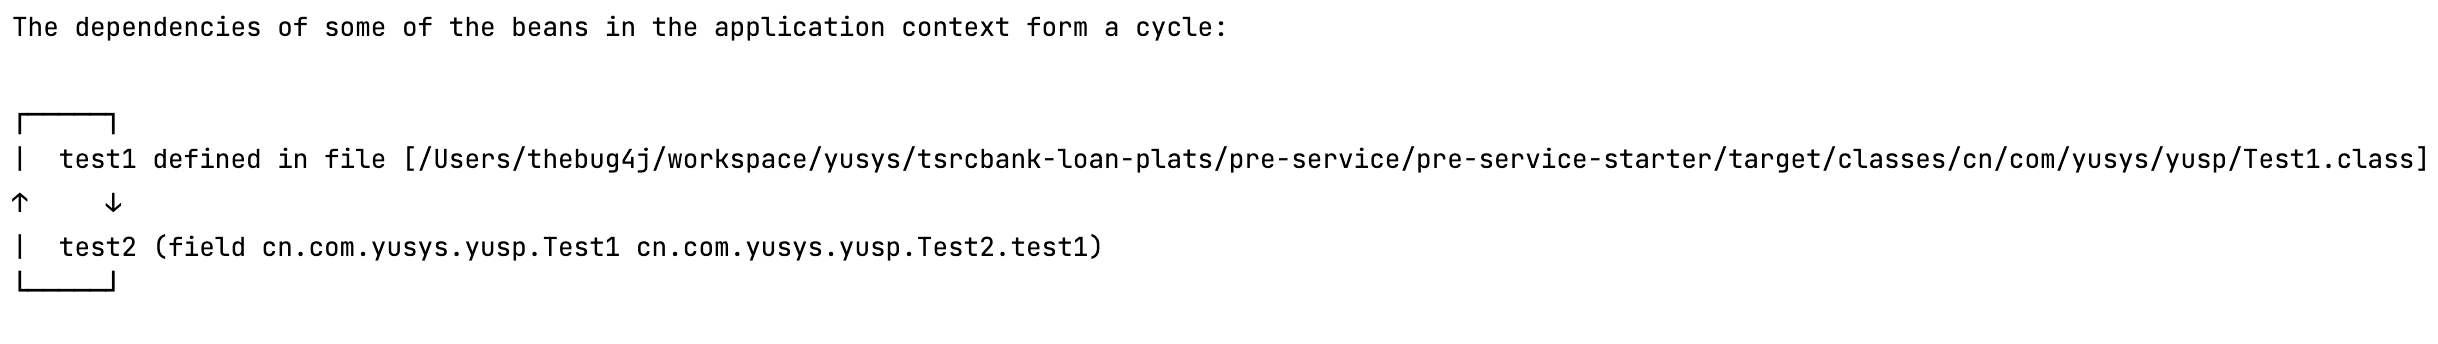 The dependencies of some of the beans in the application context form a cycle:
┌─────┐
|  test1 defined in file [/Users/thebug4j/workspace/yusys/tsrcbank-loan-plats/pre-service/pre-service-starter/target/classes/cn/com/yusys/yusp/Test1.class]
↑     ↓
|  test2 (field cn.com.yusys.yusp.Test1 cn.com.yusys.yusp.Test2.test1)
└─────┘